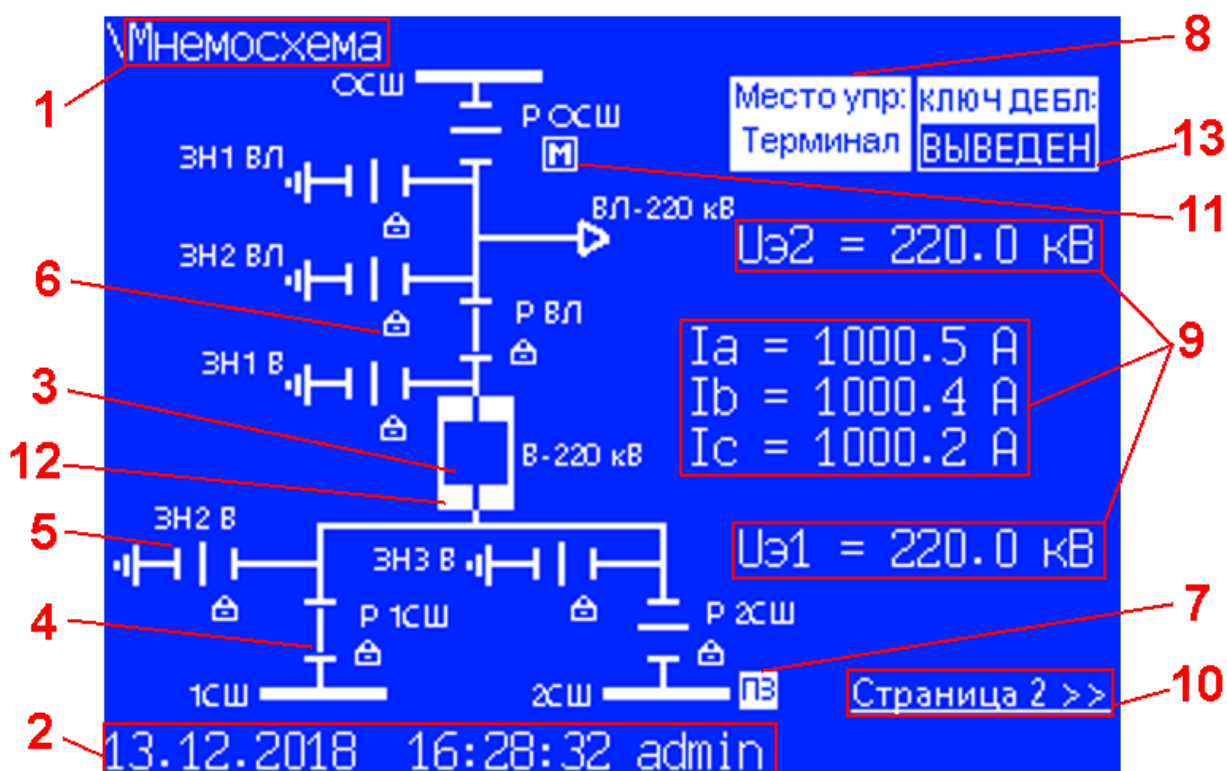 \Мнемосхема
1
ОСШ
Р ОСШ
М
Место упр:
Терминал
КЛЮЧ ДЕБЛ:
ВЫВЕДЕН
8
13
11
ЗН1 ВЛ
ВЛ-220 кВ
Uэ2 = 220.0 кВ
ЗН2 ВЛ
6
Р ВЛ
Ia = 1000.5 А
Ib = 1000.4 А
Ic = 1000.2 А
9
ЗН1 В
3
12
В-220 кВ
ЗН2 В
5
ЗН3 В
Uэ1 = 220.0 кВ
4
Р 1СШ
Р 2СШ
7
1СШ
2СШ
ПЗ
Страница 2 >>
10
2
13.12.2018 16:28:32 admin